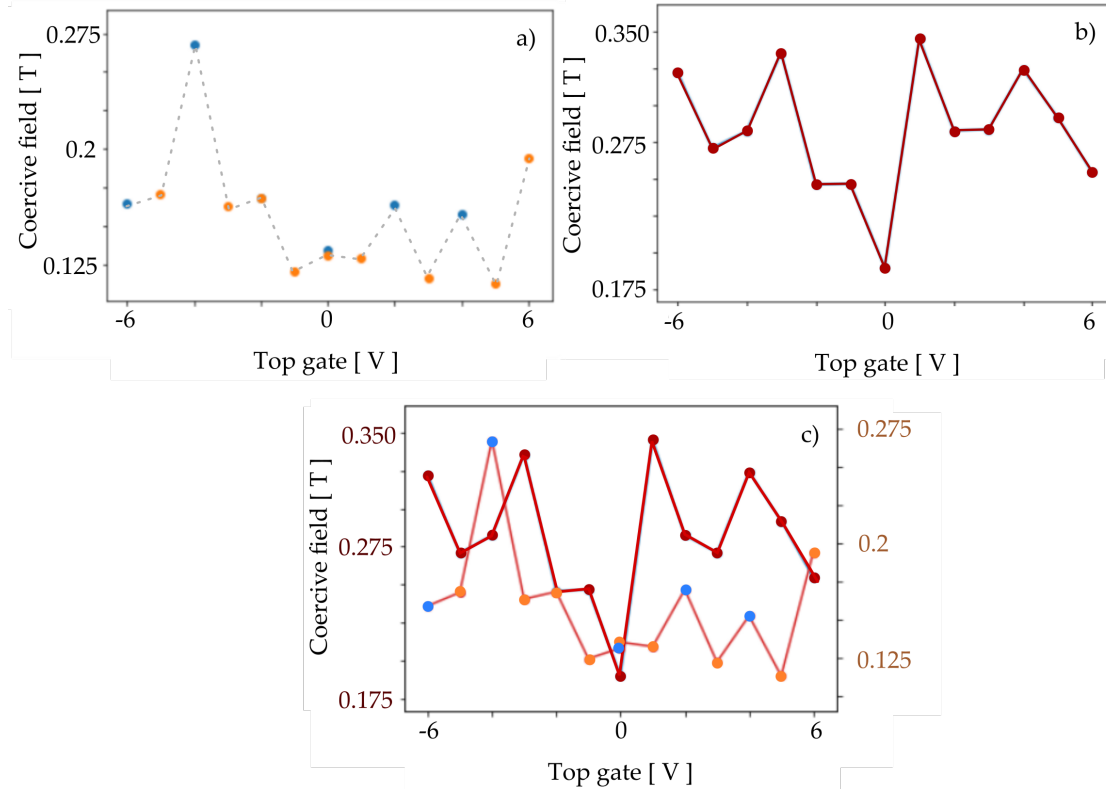 0.275
a)
0.2
0.125
Coercive field [ T ]
-6
0
6
Top gate [ V ]
0.350
b)
0.275
0.175
Coercive field [ T ]
-6
0
6
Top gate [ V ]
0.350
c)
0.275
0.275
0.2
0.175
0.125
Coercive field [ T ]
-6
0
6
Top gate [ V ]